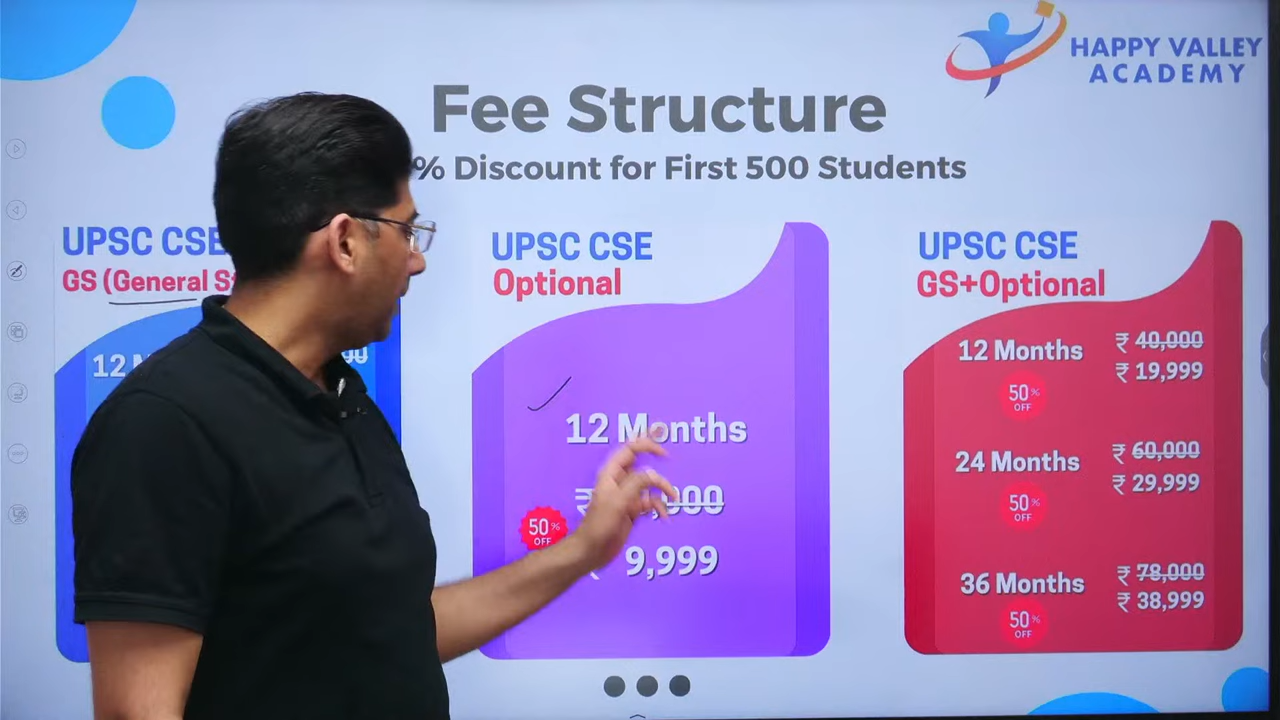 HAPPY VALLEY
ACADEMY
Fee Structure
% Discount for First 500 Students
UPSC CSE
GS (General
12
UPSC CSE
Optional
12 Months
₹
50%
OFF
9,999
UPSC CSE
GS+Optional
12 Months ₹ 40,000
₹ 19,999
50%
OFF
24 Months ₹ 60,000
₹ 29,999
50%
OFF
36 Months ₹ 78,000
₹ 38,999
50%
OFF